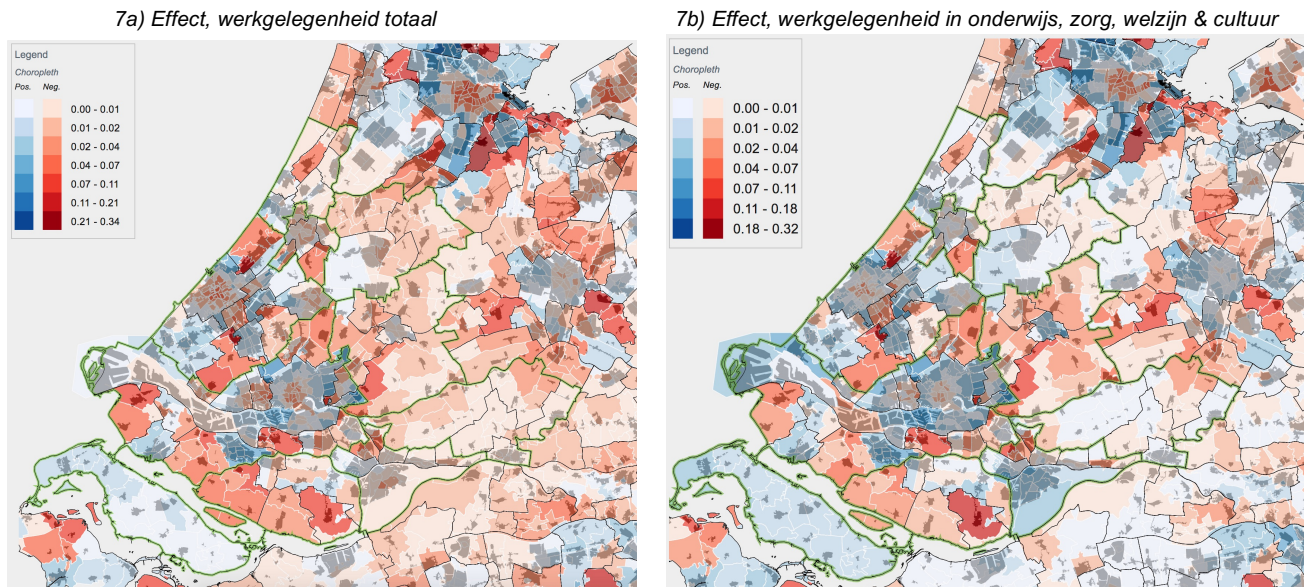 7a) Effect, werkgelegenheid totaal
Legend
Choropleth
Pos. Neg.
0.00 - 0.01
0.01 - 0.02
0.02 - 0.04
0.04 - 0.07
0.07 - 0.11
0.11 - 0.21
0.21 - 0.34
7b) Effect, werkgelegenheid in onderwijs, zorg, welzijn & cultuur
Legend
Choropleth
Pos. Neg.
0.00 - 0.01
0.01 - 0.02
0.02 - 0.04
0.04 - 0.07
0.07 - 0.11
0.11 - 0.18
0.18 - 0.32